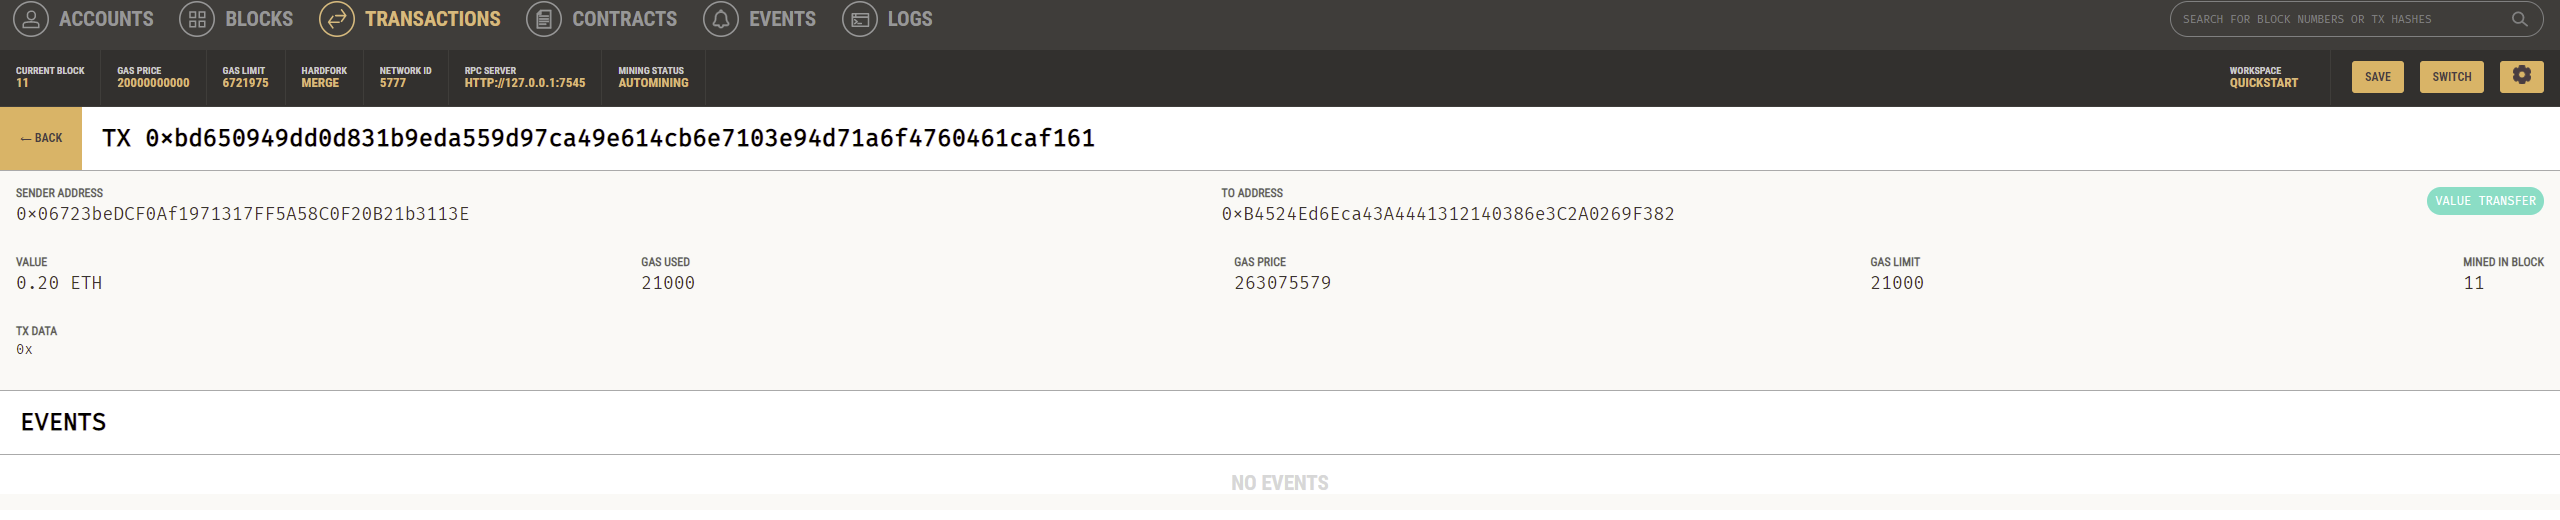 ACCOUNTS BLOCKS TRANSACTIONS CONTRACTS EVENTS LOGS SEARCH FOR BLOCK NUMBERS OR TX HASHES
CURRENT BLOCK GAS PRICE GAS LIMIT HARDFORK NETWORK ID RPC SERVER MINING STATUS WORKSPACE
11 20000000000 6721975 MERGE 5777 HTTP://127.0.0.1:7545 AUTOMINING QUICKSTART SAVE SWITCH
← BACK TX 0×bd650949dd0d831b9eda559d97ca49e614cb6e7103e94d71a6f4760461caf161
SENDER ADDRESS TO ADDRESS
0×06723beDCF0Af1971317FF5A58C0F20B21b3113E 0×B4524Ed6Eca43A4441312140386e3C2A0269F382 VALUE TRANSFER
VALUE GAS USED GAS PRICE GAS LIMIT MINED IN BLOCK
0.20 ETH 21000 263075579 21000 11
TX DATA
0x
EVENTS
NO EVENTS